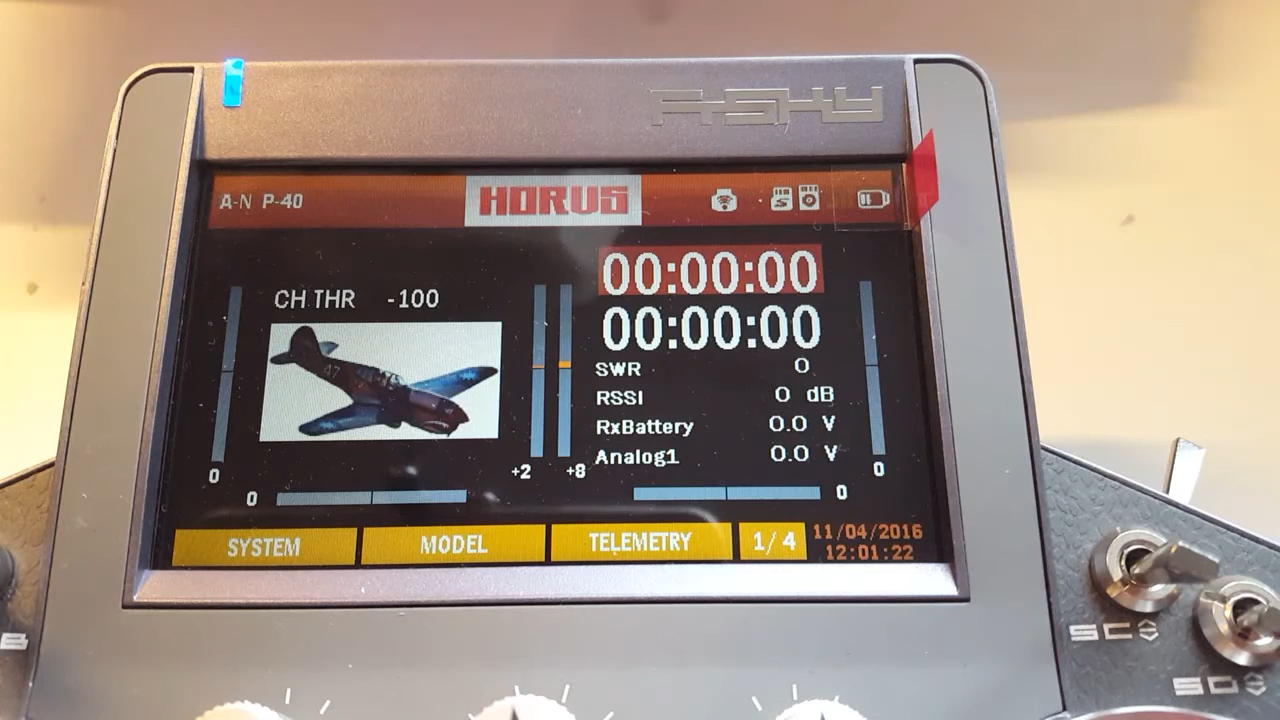 FrSKY
A-N P-40
HORUS
CH THR -100
47
00:00:00
00:00:00
SWR 0
RSSI 0 dB
RxBattery 0.0 V
Analog1 0.0 V
0
+2
+8
0
0
0
SYSTEM
MODEL
TELEMETRY
1/4
11/04/2016
12:01:22
B
SC
SD